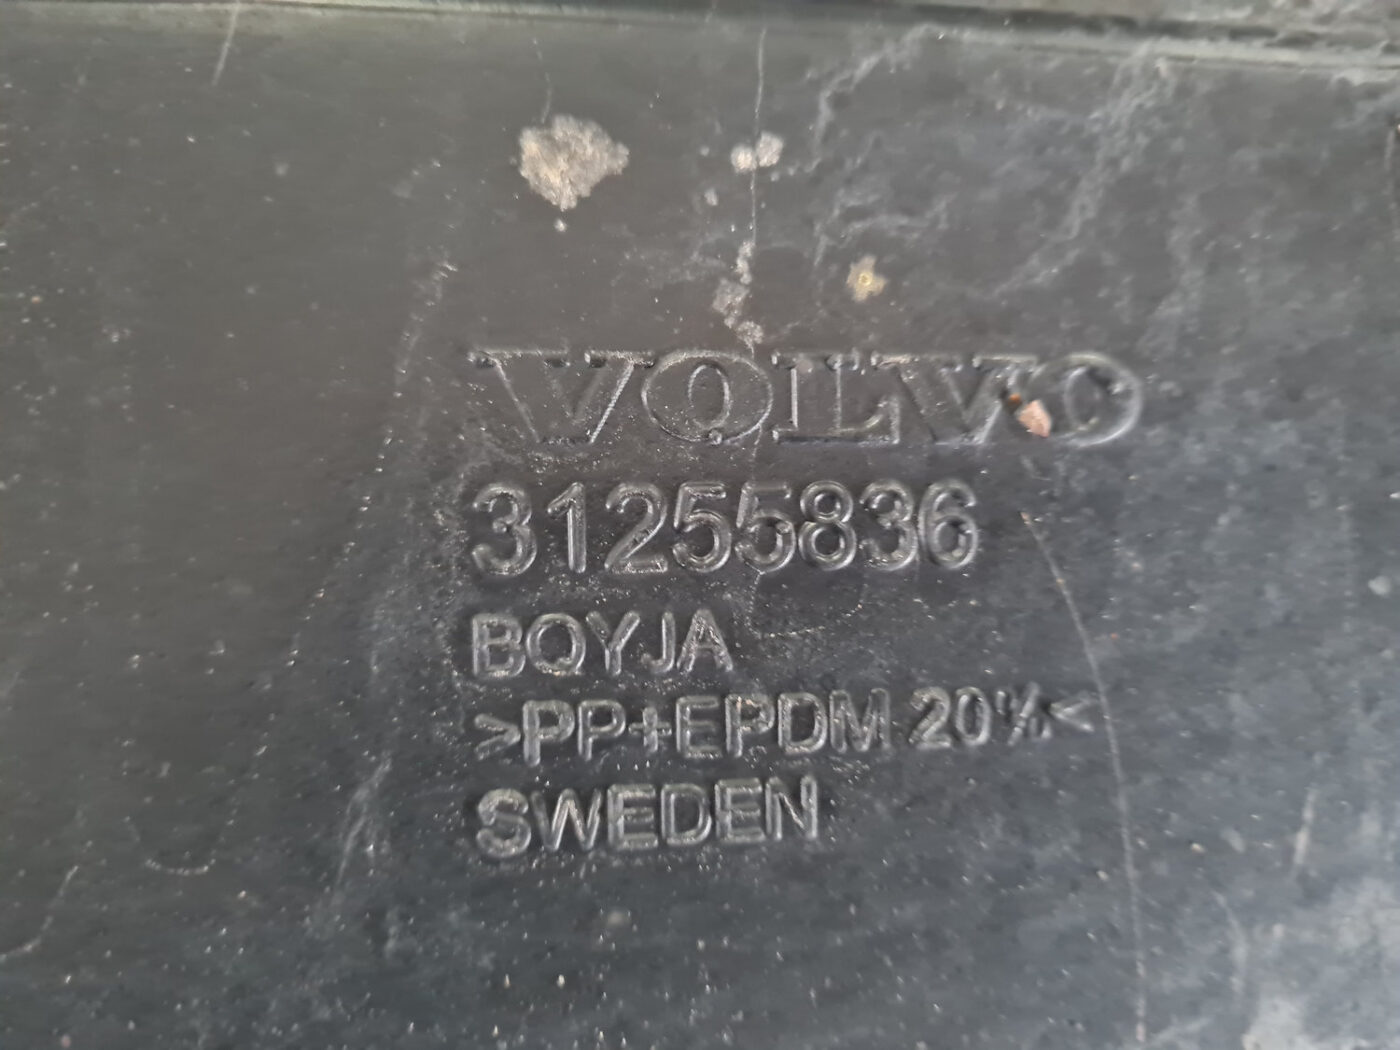 VOLVO
31255836
BQYJA
>PP+EPDM 20%<
SWEDEN